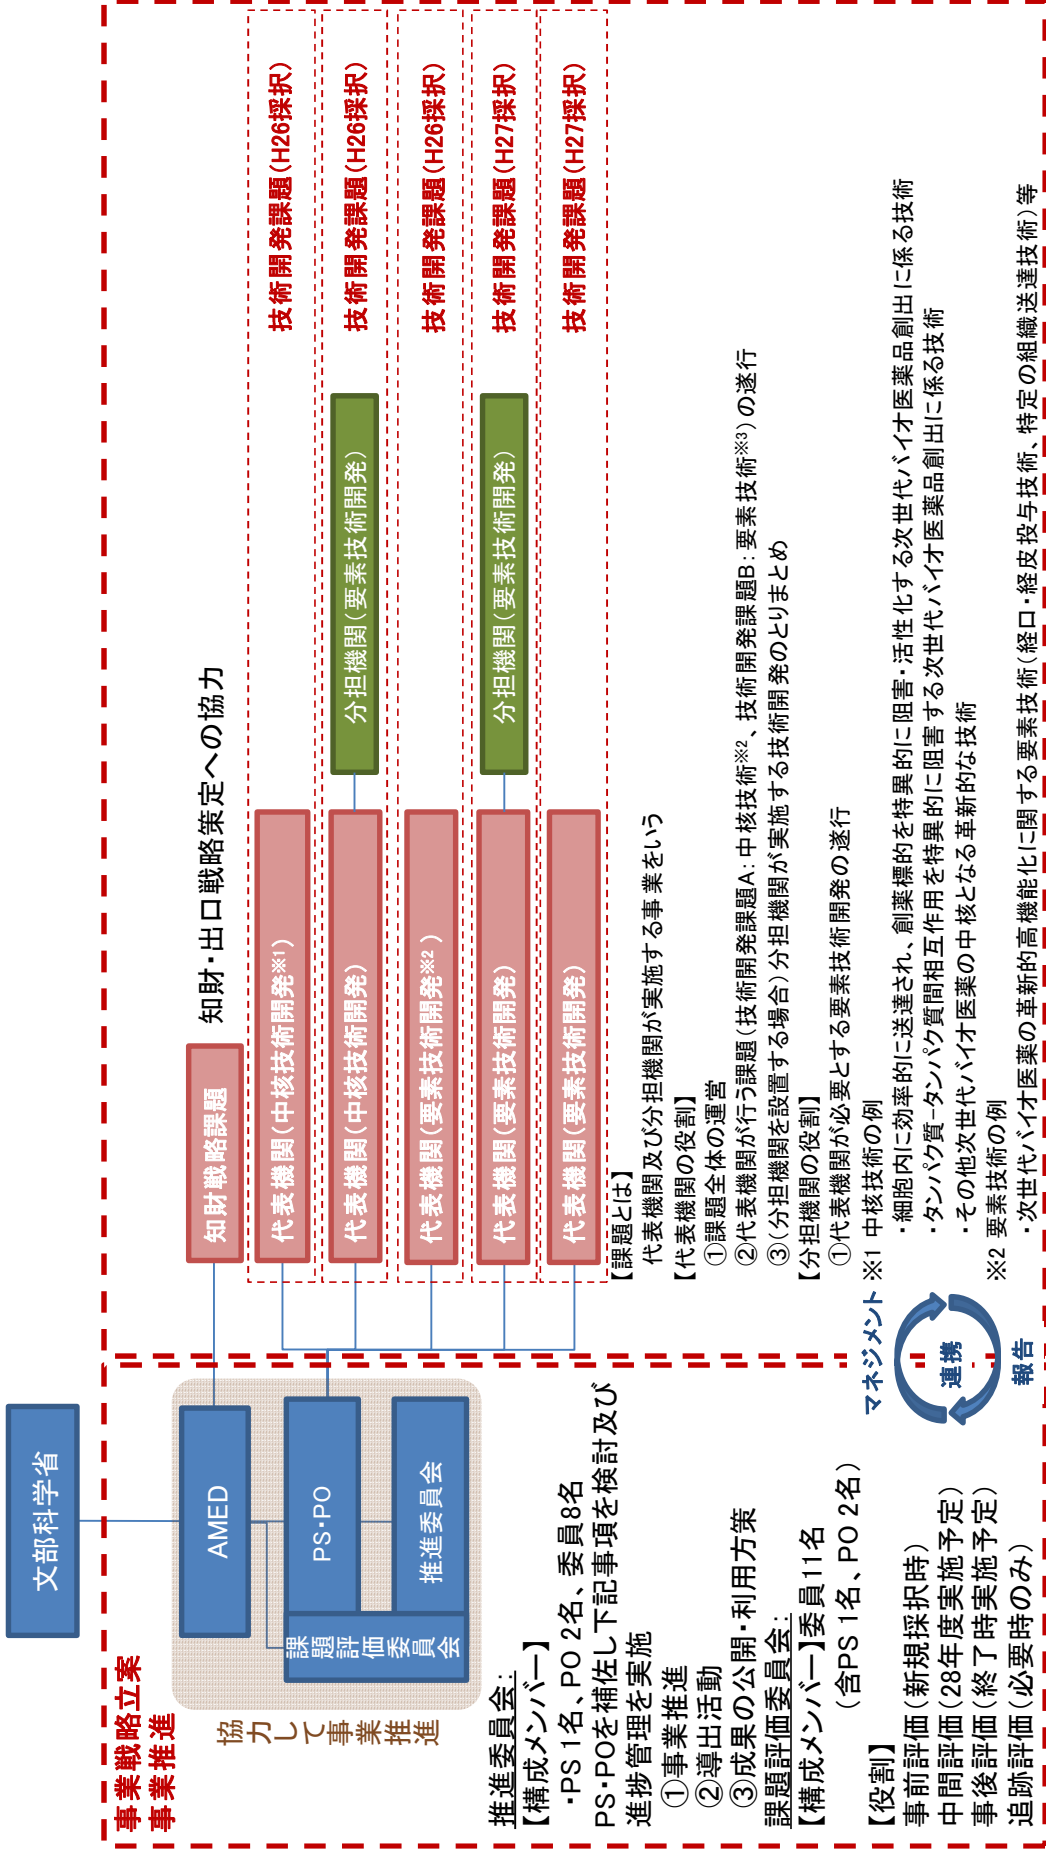 文部科学省
事業戦略立案
事業推進
AMED
PS・PO
推進委員会
課題評価委員会
協力して事業推進
推進委員会:
【構成メンバー】
・PS 1名、PO 2名、委員8名
PS・POを補佐し下記事項を検討及び
進捗管理を実施
①事業推進
②導出活動
③成果の公開・利用方策
課題評価委員会:
【構成メンバー】委員11名
(含PS 1名、PO 2名)
【役割】
事前評価(新規採択時)
中間評価(28年度実施予定)
事後評価(終了時実施予定)
追跡評価(必要時のみ)
マネジメント
連携
報告
知財戦略課題
知財・出口戦略策定への協力
代表機関(中核技術開発※1)
技術開発課題(H26採択)
代表機関(中核技術開発)
分担機関(要素技術開発)
技術開発課題(H26採択)
代表機関(要素技術開発※2)
技術開発課題(H26採択)
代表機関(要素技術開発)
分担機関(要素技術開発)
技術開発課題(H27採択)
代表機関(要素技術開発)
技術開発課題(H27採択)
【課題とは】
代表機関及び分担機関が実施する事業をいう
【代表機関の役割】
①課題全体の運営
②代表機関が行う課題(技術開発課題A:中核技術※2、技術開発課題B:要素技術※3)の遂行
③(分担機関を設置する場合)分担機関が実施する技術開発のとりまとめ
【分担機関の役割】
①代表機関が必要とする要素技術開発の遂行
※1 中核技術の例
・細胞内に効率的に送達され、創薬標的を特異的に阻害・活性化する次世代バイオ医薬品創出に係る技術
・タンパク質-タンパク質間相互作用を特異的に阻害する次世代バイオ医薬品創出に係る技術
・その他次世代バイオ医薬の中核となる革新的な技術
※2 要素技術の例
・次世代バイオ医薬の革新的高機能化に関する要素技術(経口・経皮投与技術、特定の組織送達技術)等